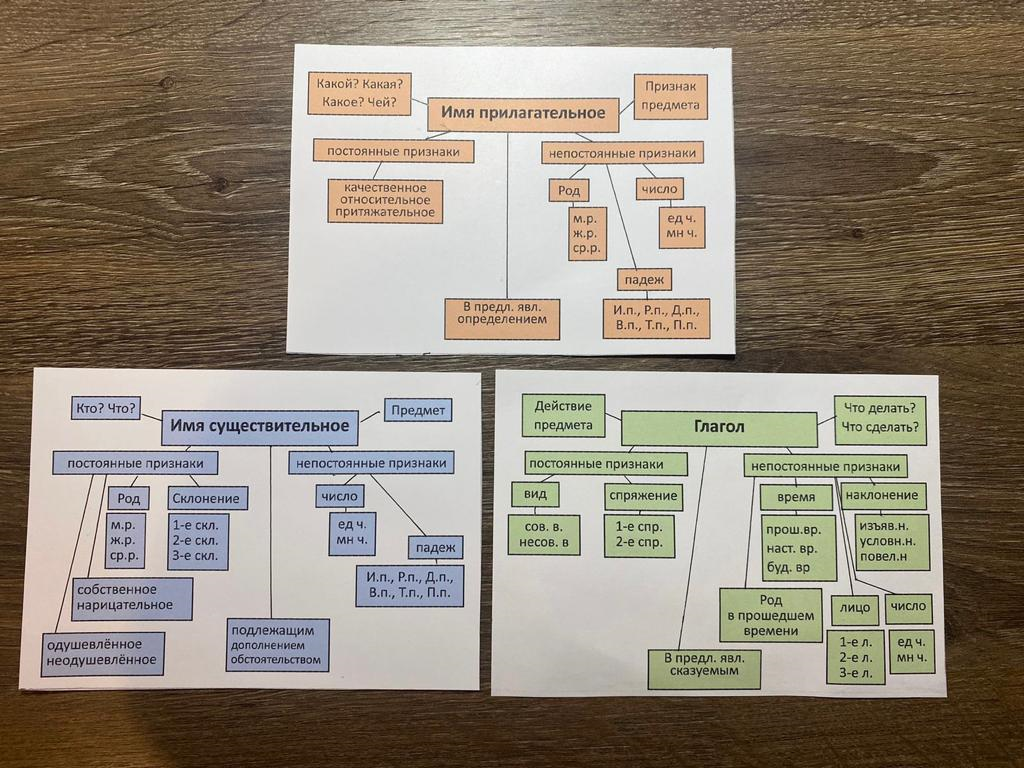 Какой? Какая?
Какое? Чей?
Имя прилагательное
Признак
предмета
постоянные признаки
непостоянные признаки
качественное
относительное
притяжательное
Род
число
м.р.
ж.р.
ср.р.
ед ч.
мн ч.
падеж
В предл. явл.
определением
И.п., Р.п., Д.п.,
В.п., Т.п., П.п.
Кто? Что?
Имя существительное
Предмет
постоянные признаки
непостоянные признаки
Род
Склонение
число
м.р.
ж.р.
ср.р.
1-е скл.
2-е скл.
3-е скл.
ед ч.
мн ч.
падеж
И.п., Р.п., Д.п.,
В.п., Т.п., П.п.
собственное
нарицательное
одушевлённое
неодушевлённое
подлежащим
дополнением
обстоятельством
Действие
предмета
Глагол
Что делать?
Что сделать?
постоянные признаки
непостоянные признаки
вид
спряжение
время
наклонение
сов. в.
несов. в
1-е спр.
2-е спр.
прош.вр.
наст. вр.
буд. вр
изъяв.н.
условн.н.
повел.н
Род
в прошедшем
времени
лицо
число
1-е л.
2-е л.
3-е л.
ед ч.
мн ч.
В предл. явл.
сказуемым